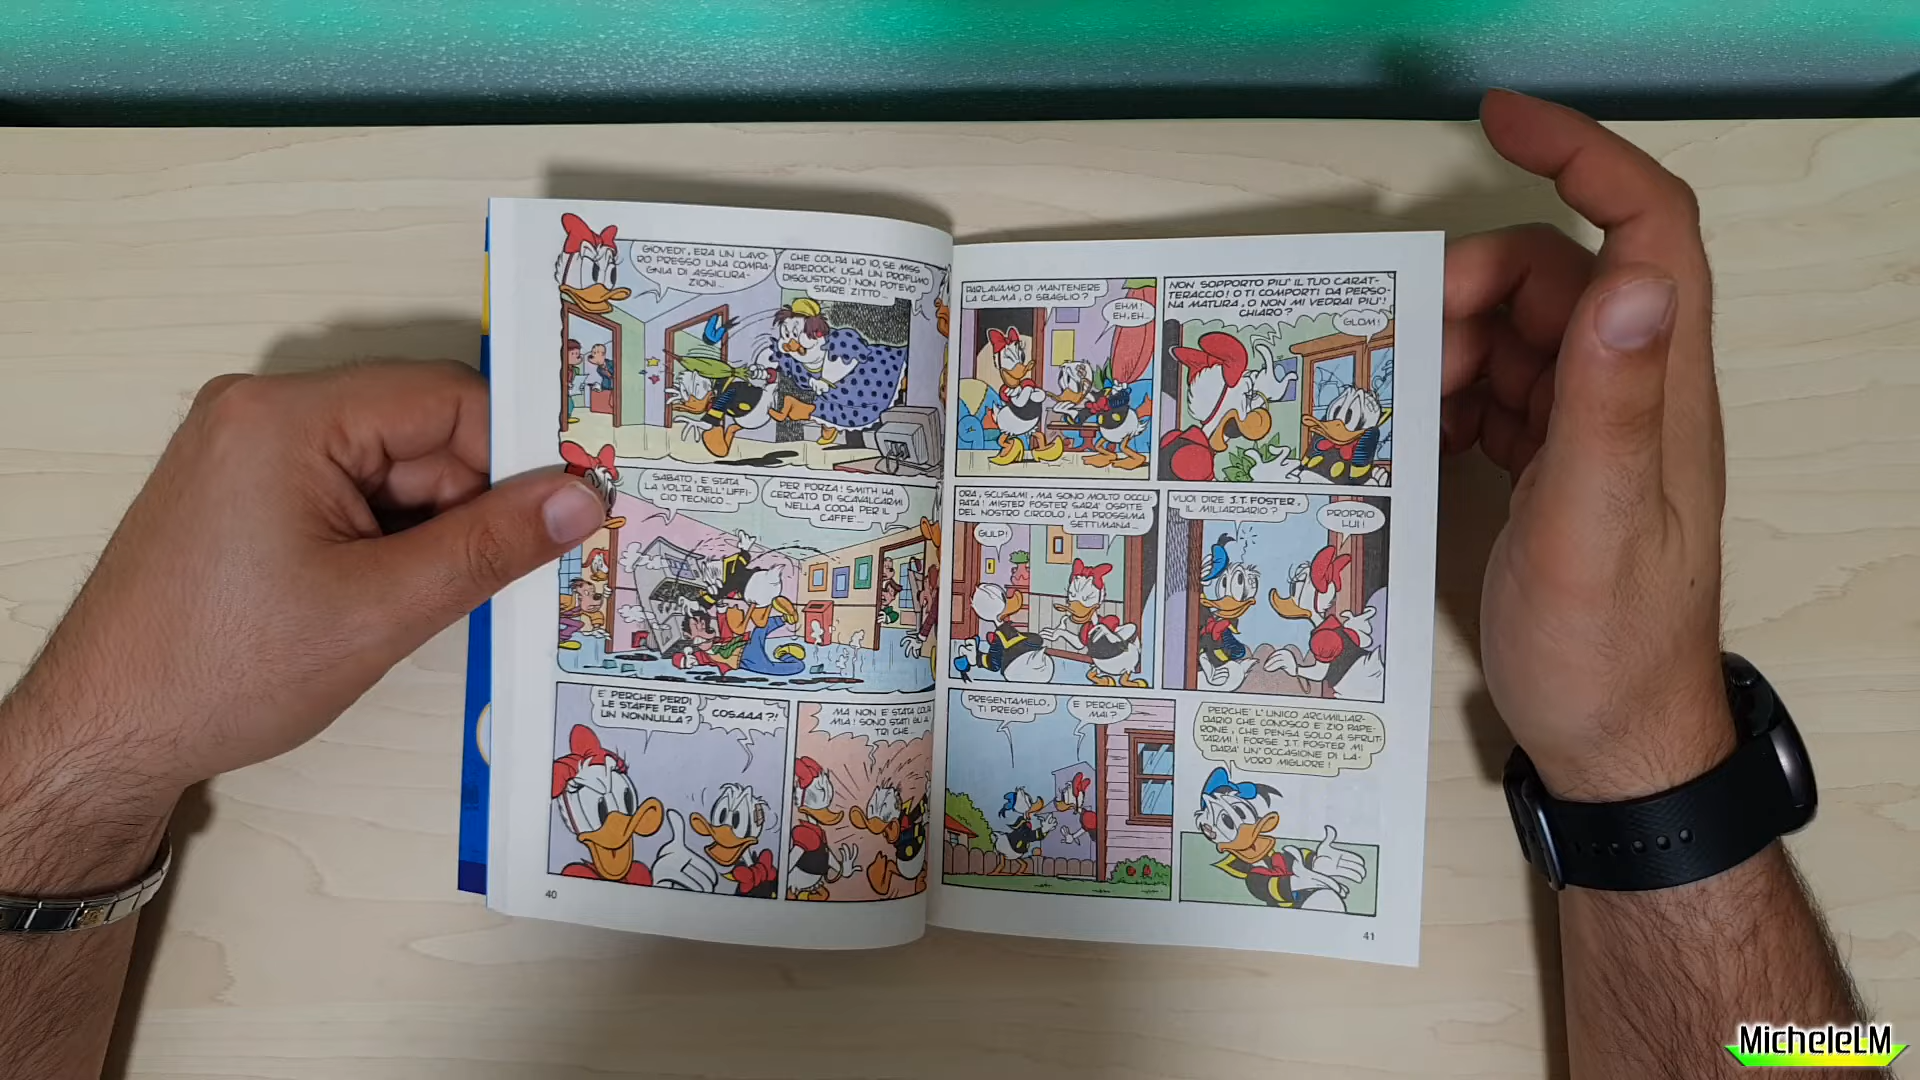 GIOVEDI', ERA UN LAVO-
RO PRESSO UNA COMPA-
GNIA DI ASSICURA-
ZIONI...
CHE COLPA HO IO, SE MISS
PAPEROCK USA UN PROFUMO
DISGUSTOSO! NON POTEVO
STARE ZITTO...
SABATO, E' STATA
LA VOLTA DELL'UFFI-
CIO TECNICO...
PER FORZA! SMITH HA
CERCATO DI SCAVALCARMI
NELLA CODA PER IL
CAFFE'...
E' PERCHE' PERDI
LE STAFFE PER
UN NONNULLA?
COSAAA?!
MA NON E' STATA COLPA
MIA! SONO STATI GLI AL-
TRI CHE...
40
PARLAVAMO DI MANTENERE
LA CALMA, O SBAGLIO?
EHM!
EH, EH...
NON SOPPORTO PIU' IL TUO CARAT-
TERACCIO! O TI COMPORTI DA PERSO-
NA MATURA, O NON MI VEDRAI PIU'!
CHIARO?
GLOM!
ORA, SCUSAMI, MA SONO MOLTO OCCU-
PATA! MISTER FOSTER SARA' OSPITE
DEL NOSTRO CIRCOLO, LA PROSSIMA
SETTIMANA...
GULP!
VUOI DIRE J.T. FOSTER,
IL MILIARDARIO?
PROPRIO
LUI!
PRESENTAMELO,
TI PREGO!
E PERCHE'
MAI?
PERCHE' L'UNICO ARCIMILIAR-
DARIO CHE CONOSCO E' ZIO PAPE-
RONE, CHE PENSA SOLO A SFRUT-
TARMI! FORSE J.T. FOSTER MI
DARA' UN'OCCASIONE DI LA-
VORO MIGLIORE!
41
MicheleLM